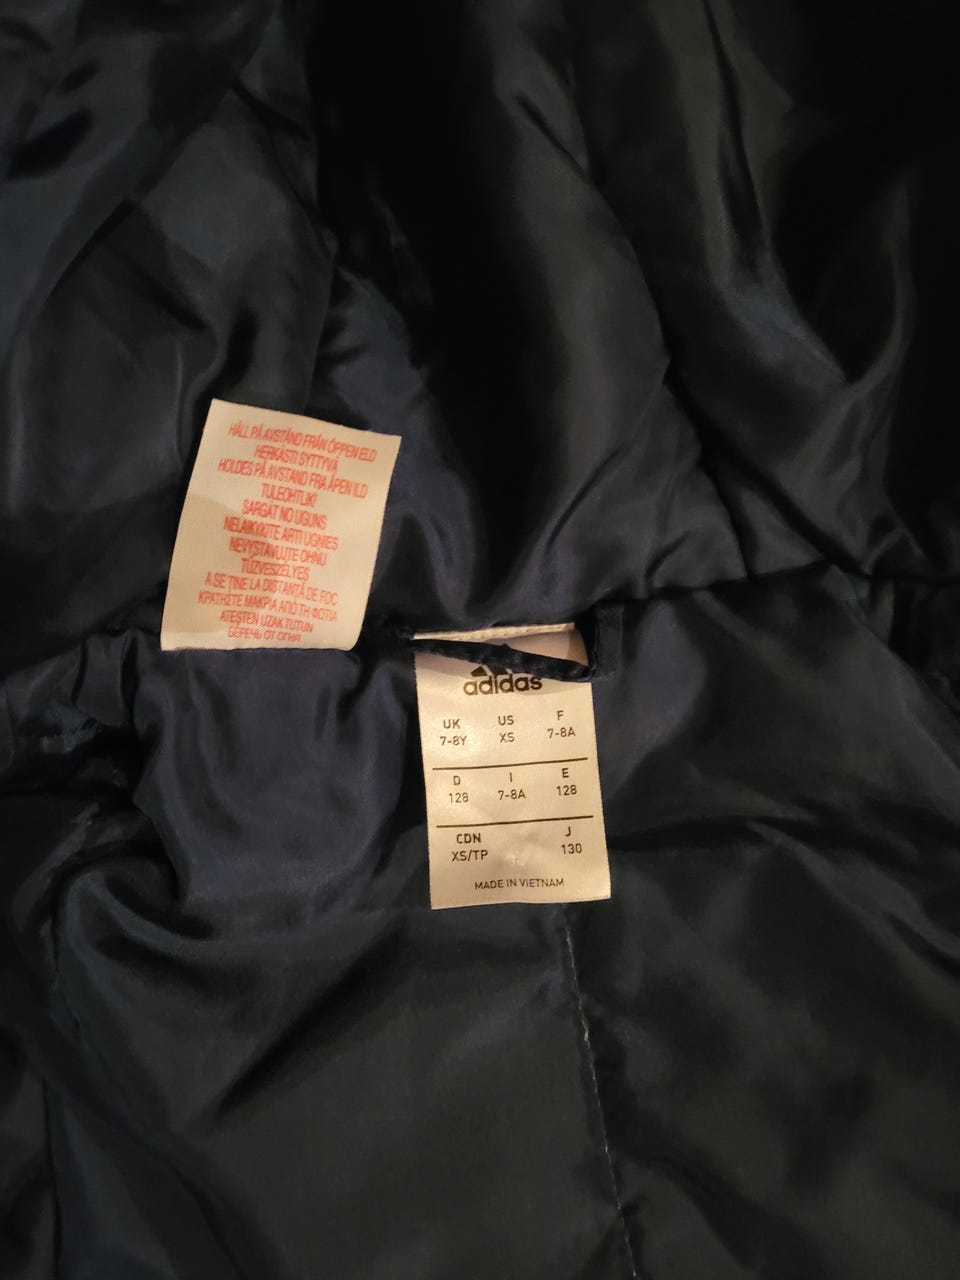 HÅLL PÅ AVSTÅND FRÅN ÖPPEN ELD
HERKÄSTI SYTTYVÄ
HOLDES PÅ AVSTAND FRA ÅPEN ILD
TULEOHTLIK!
SARGĀT NO UGUNS
NELAIKYKITE ARTI UGNIES
NEVYSTAVUJTE OHNU
TŰZVESZÉLYES
A SE ȚINE LA DISTANȚĂ DE FOC
ΚΡΑΤΗΣΤΕ ΜΑΚΡΙΑ ΑΠΟ ΤΗ ΦΩΤΙΑ
ATEŞTEN UZAK TUTUN
БЕРЕЧЬ ОТ ОГНЯ
adidas
UK US F
7-8Y XS 7-8A
D I E
128 7-8A 128
CDN J
XS/TP 130
MADE IN VIETNAM